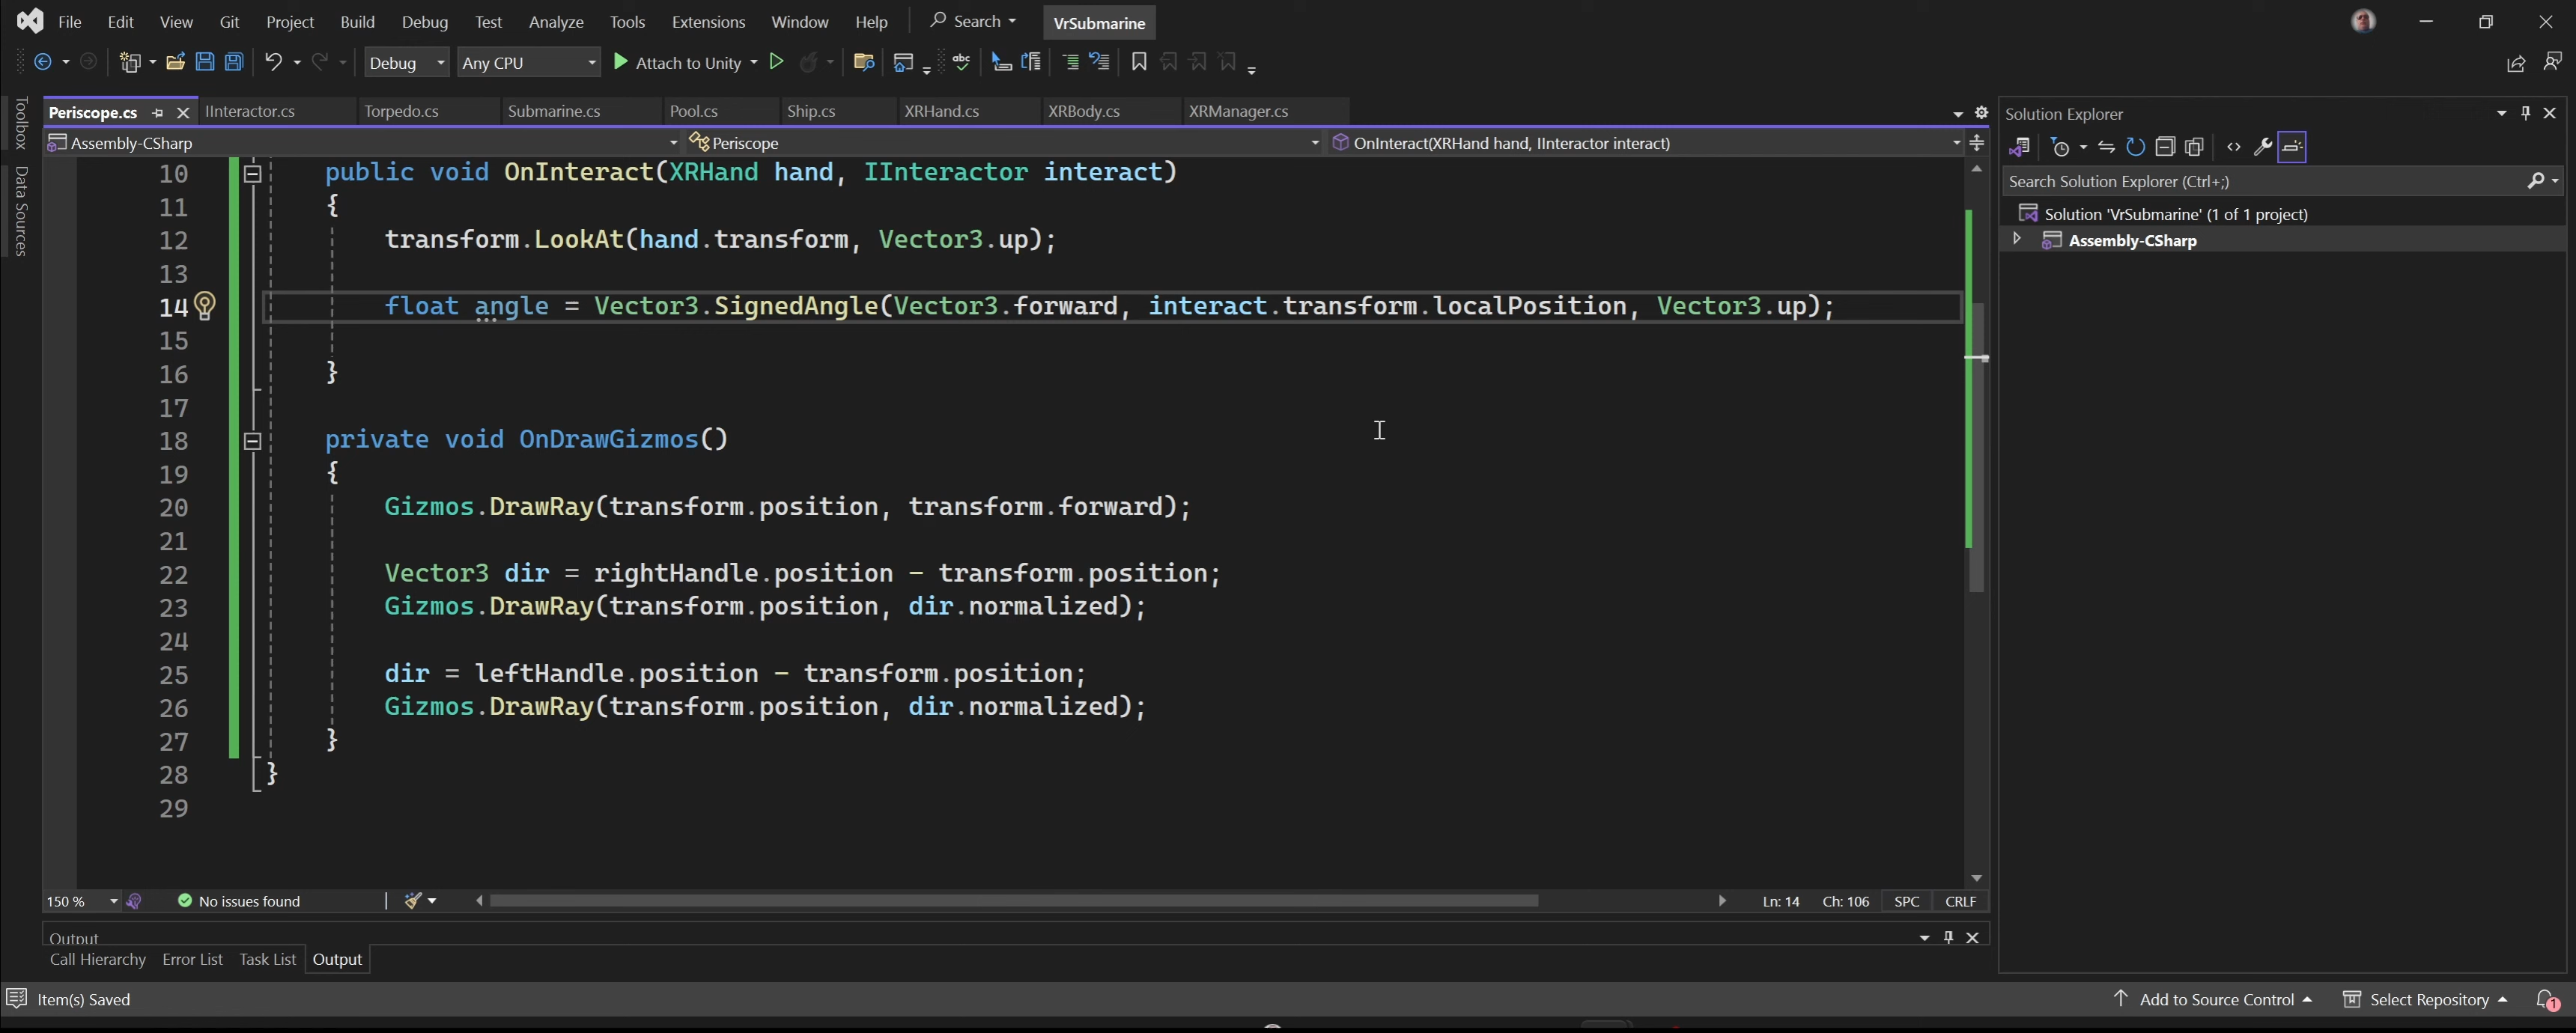 File Edit View Git Project Build Debug Test Analyze Tools Extensions Window Help Search VrSubmarine
Debug Any CPU Attach to Unity
Toolbox
Data Sources
Periscope.cs IInteractor.cs Torpedo.cs Submarine.cs Pool.cs Ship.cs XRHand.cs XRBody.cs XRManager.cs
Assembly-CSharp Periscope OnInteract(XRHand hand, IInteractor interact)
10 public void OnInteract(XRHand hand, IInteractor interact)
11 {
12 transform.LookAt(hand.transform, Vector3.up);
13
14 float angle = Vector3.SignedAngle(Vector3.forward, interact.transform.localPosition, Vector3.up);
15
16 }
17
18 private void OnDrawGizmos()
19 {
20 Gizmos.DrawRay(transform.position, transform.forward);
21
22 Vector3 dir = rightHandle.position - transform.position;
23 Gizmos.DrawRay(transform.position, dir.normalized);
24
25 dir = leftHandle.position - transform.position;
26 Gizmos.DrawRay(transform.position, dir.normalized);
27 }
28 }
29
150 % No issues found Ln: 14 Ch: 106 SPC CRLF
Output
Call Hierarchy Error List Task List Output
Solution Explorer
Search Solution Explorer (Ctrl+;)
Solution 'VrSubmarine' (1 of 1 project)
Assembly-CSharp
Item(s) Saved Add to Source Control Select Repository 1